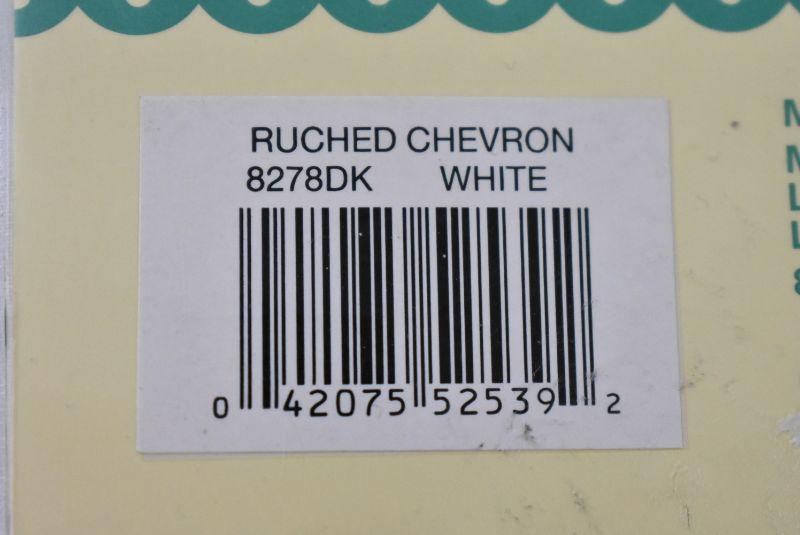 RUCHED CHEVRON
8278DK WHITE
0 42075 52539 2